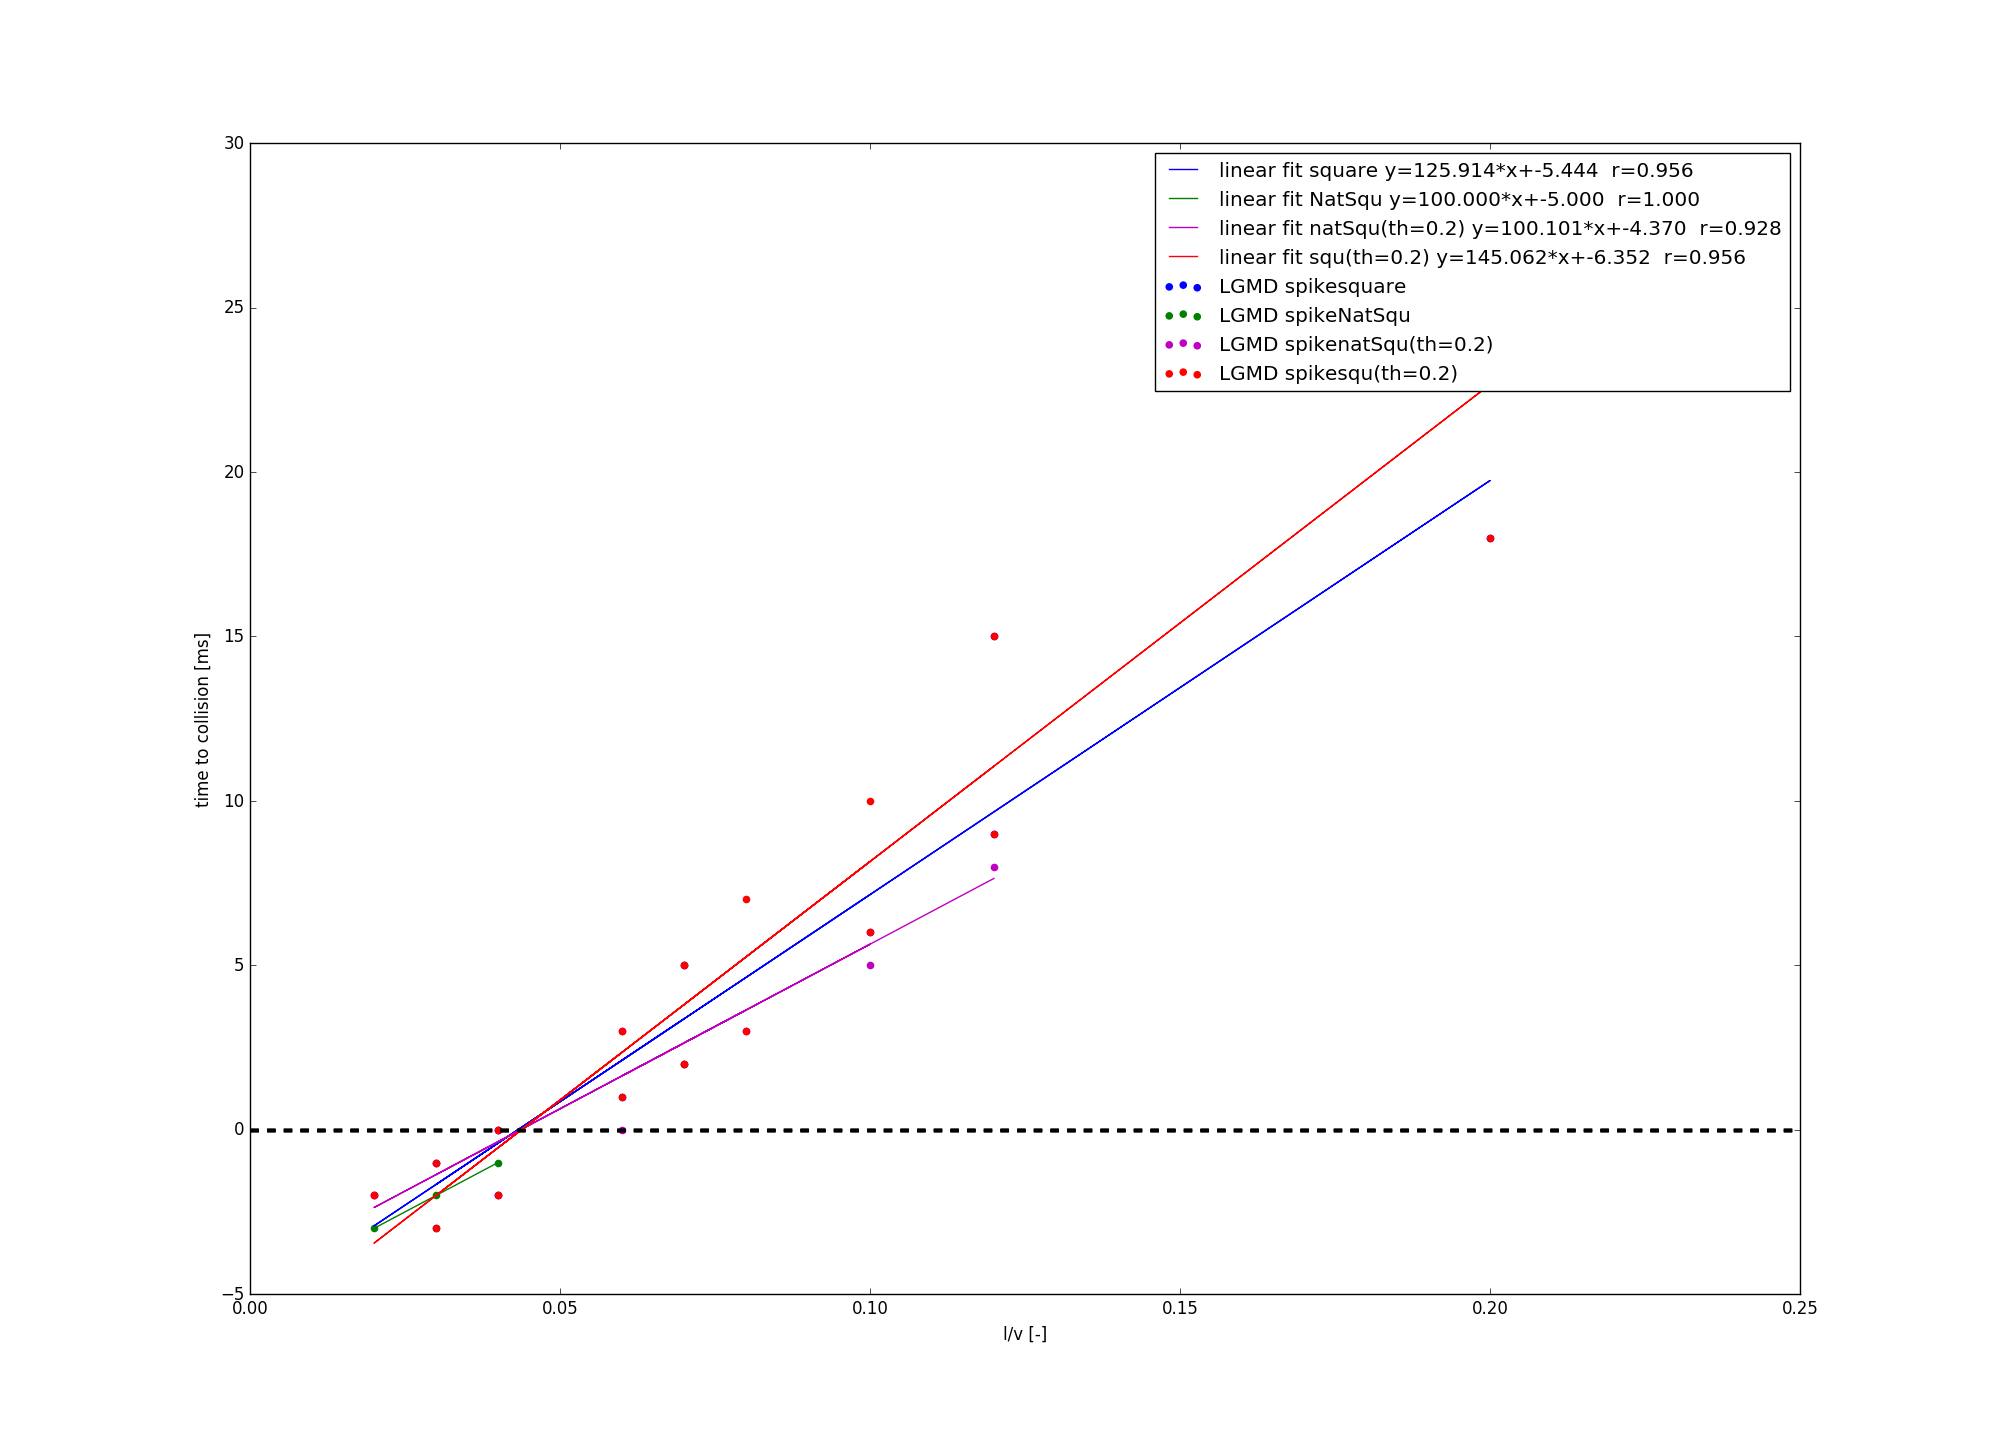 30
25
20
15
10
5
0
−5
time to collision [ms]
linear fit square y=125.914*x+-5.444  r=0.956
linear fit NatSqu y=100.000*x+-5.000  r=1.000
linear fit natSqu(th=0.2) y=100.101*x+-4.370  r=0.928
linear fit squ(th=0.2) y=145.062*x+-6.352  r=0.956
LGMD spikesquare
LGMD spikeNatSqu
LGMD spikenatSqu(th=0.2)
LGMD spikesqu(th=0.2)
0.00 0.05 0.10 0.15 0.20 0.25
l/v [-]